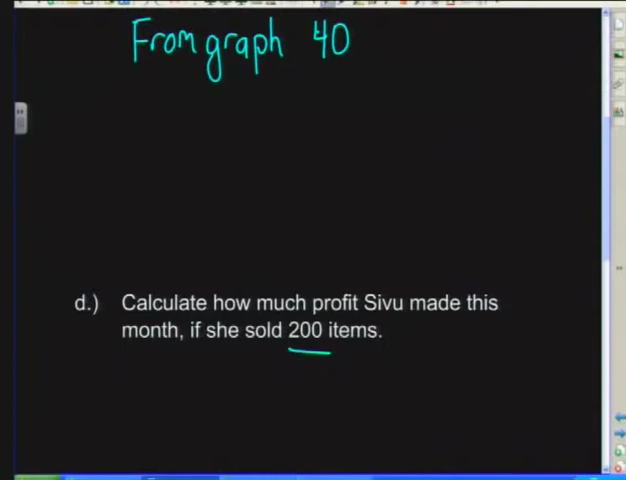 From graph 40
d.) Calculate how much profit Sivu made this
month, if she sold 200 items.